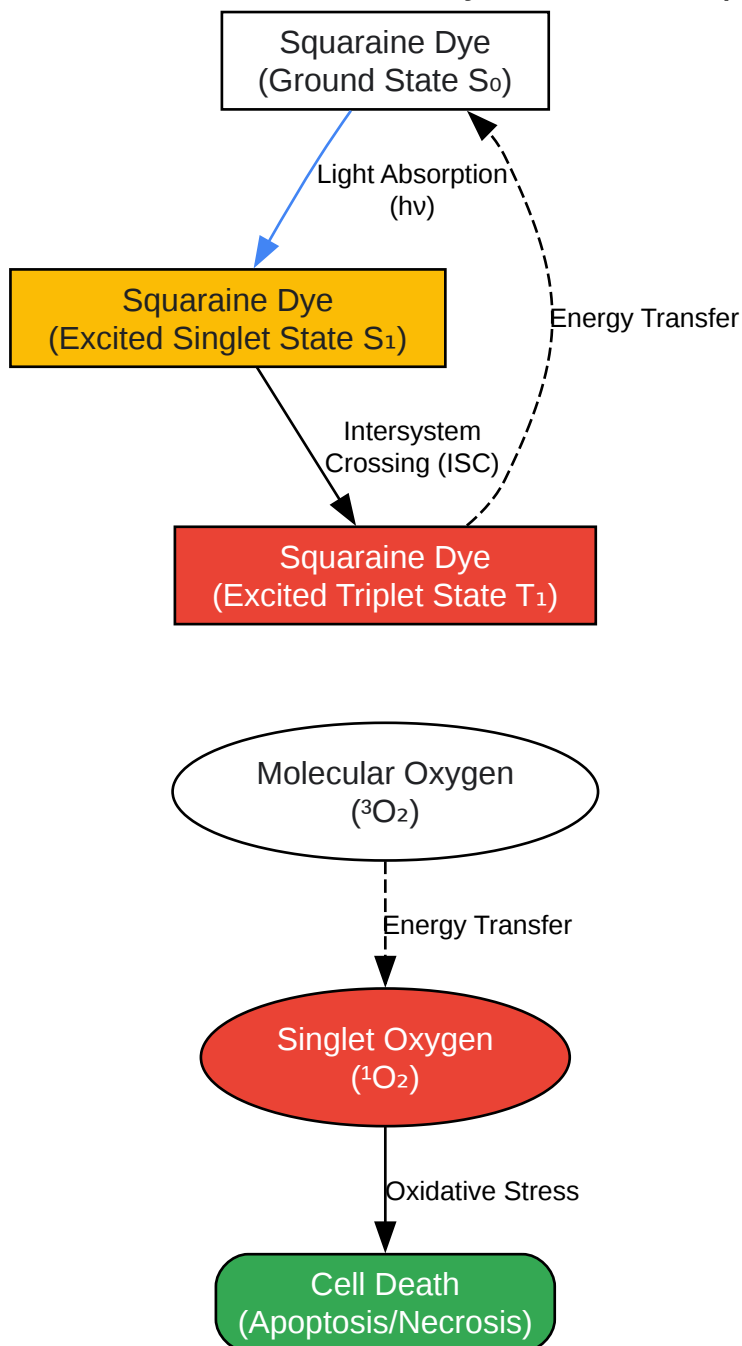 Squaraine Dye
(Ground State S₀)
Light Absorption
(hν)
Squaraine Dye
(Excited Singlet State S₁)
Energy Transfer
Intersystem
Crossing (ISC)
Squaraine Dye
(Excited Triplet State T₁)
Molecular Oxygen
(³O₂)
Energy Transfer
Singlet Oxygen
(¹O₂)
Oxidative Stress
Cell Death
(Apoptosis/Necrosis)